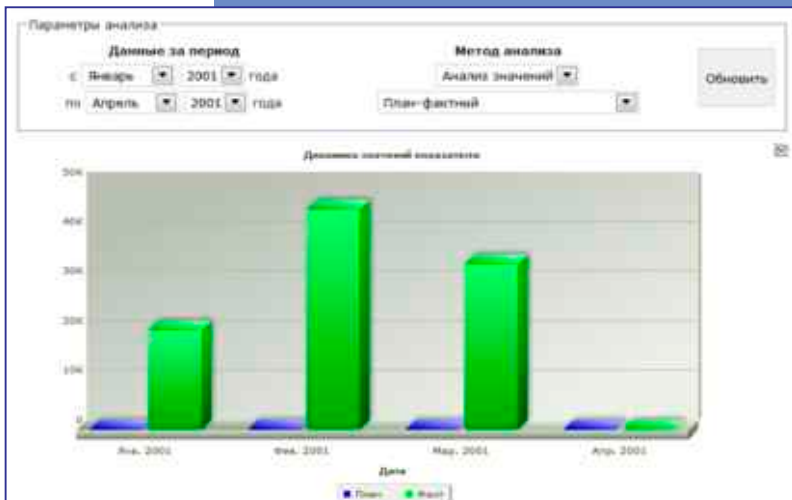 Параметры анализа
Данные за период
с Январь 2001 года
по Апрель 2001 года
Метод анализа
Анализ значений
План-фактный
Обновить
Динамика значений показателя
50K
40K
30K
20K
10K
0
Янв, 2001 Фев, 2001 Мар, 2001 Апр, 2001
Дата
План Факт